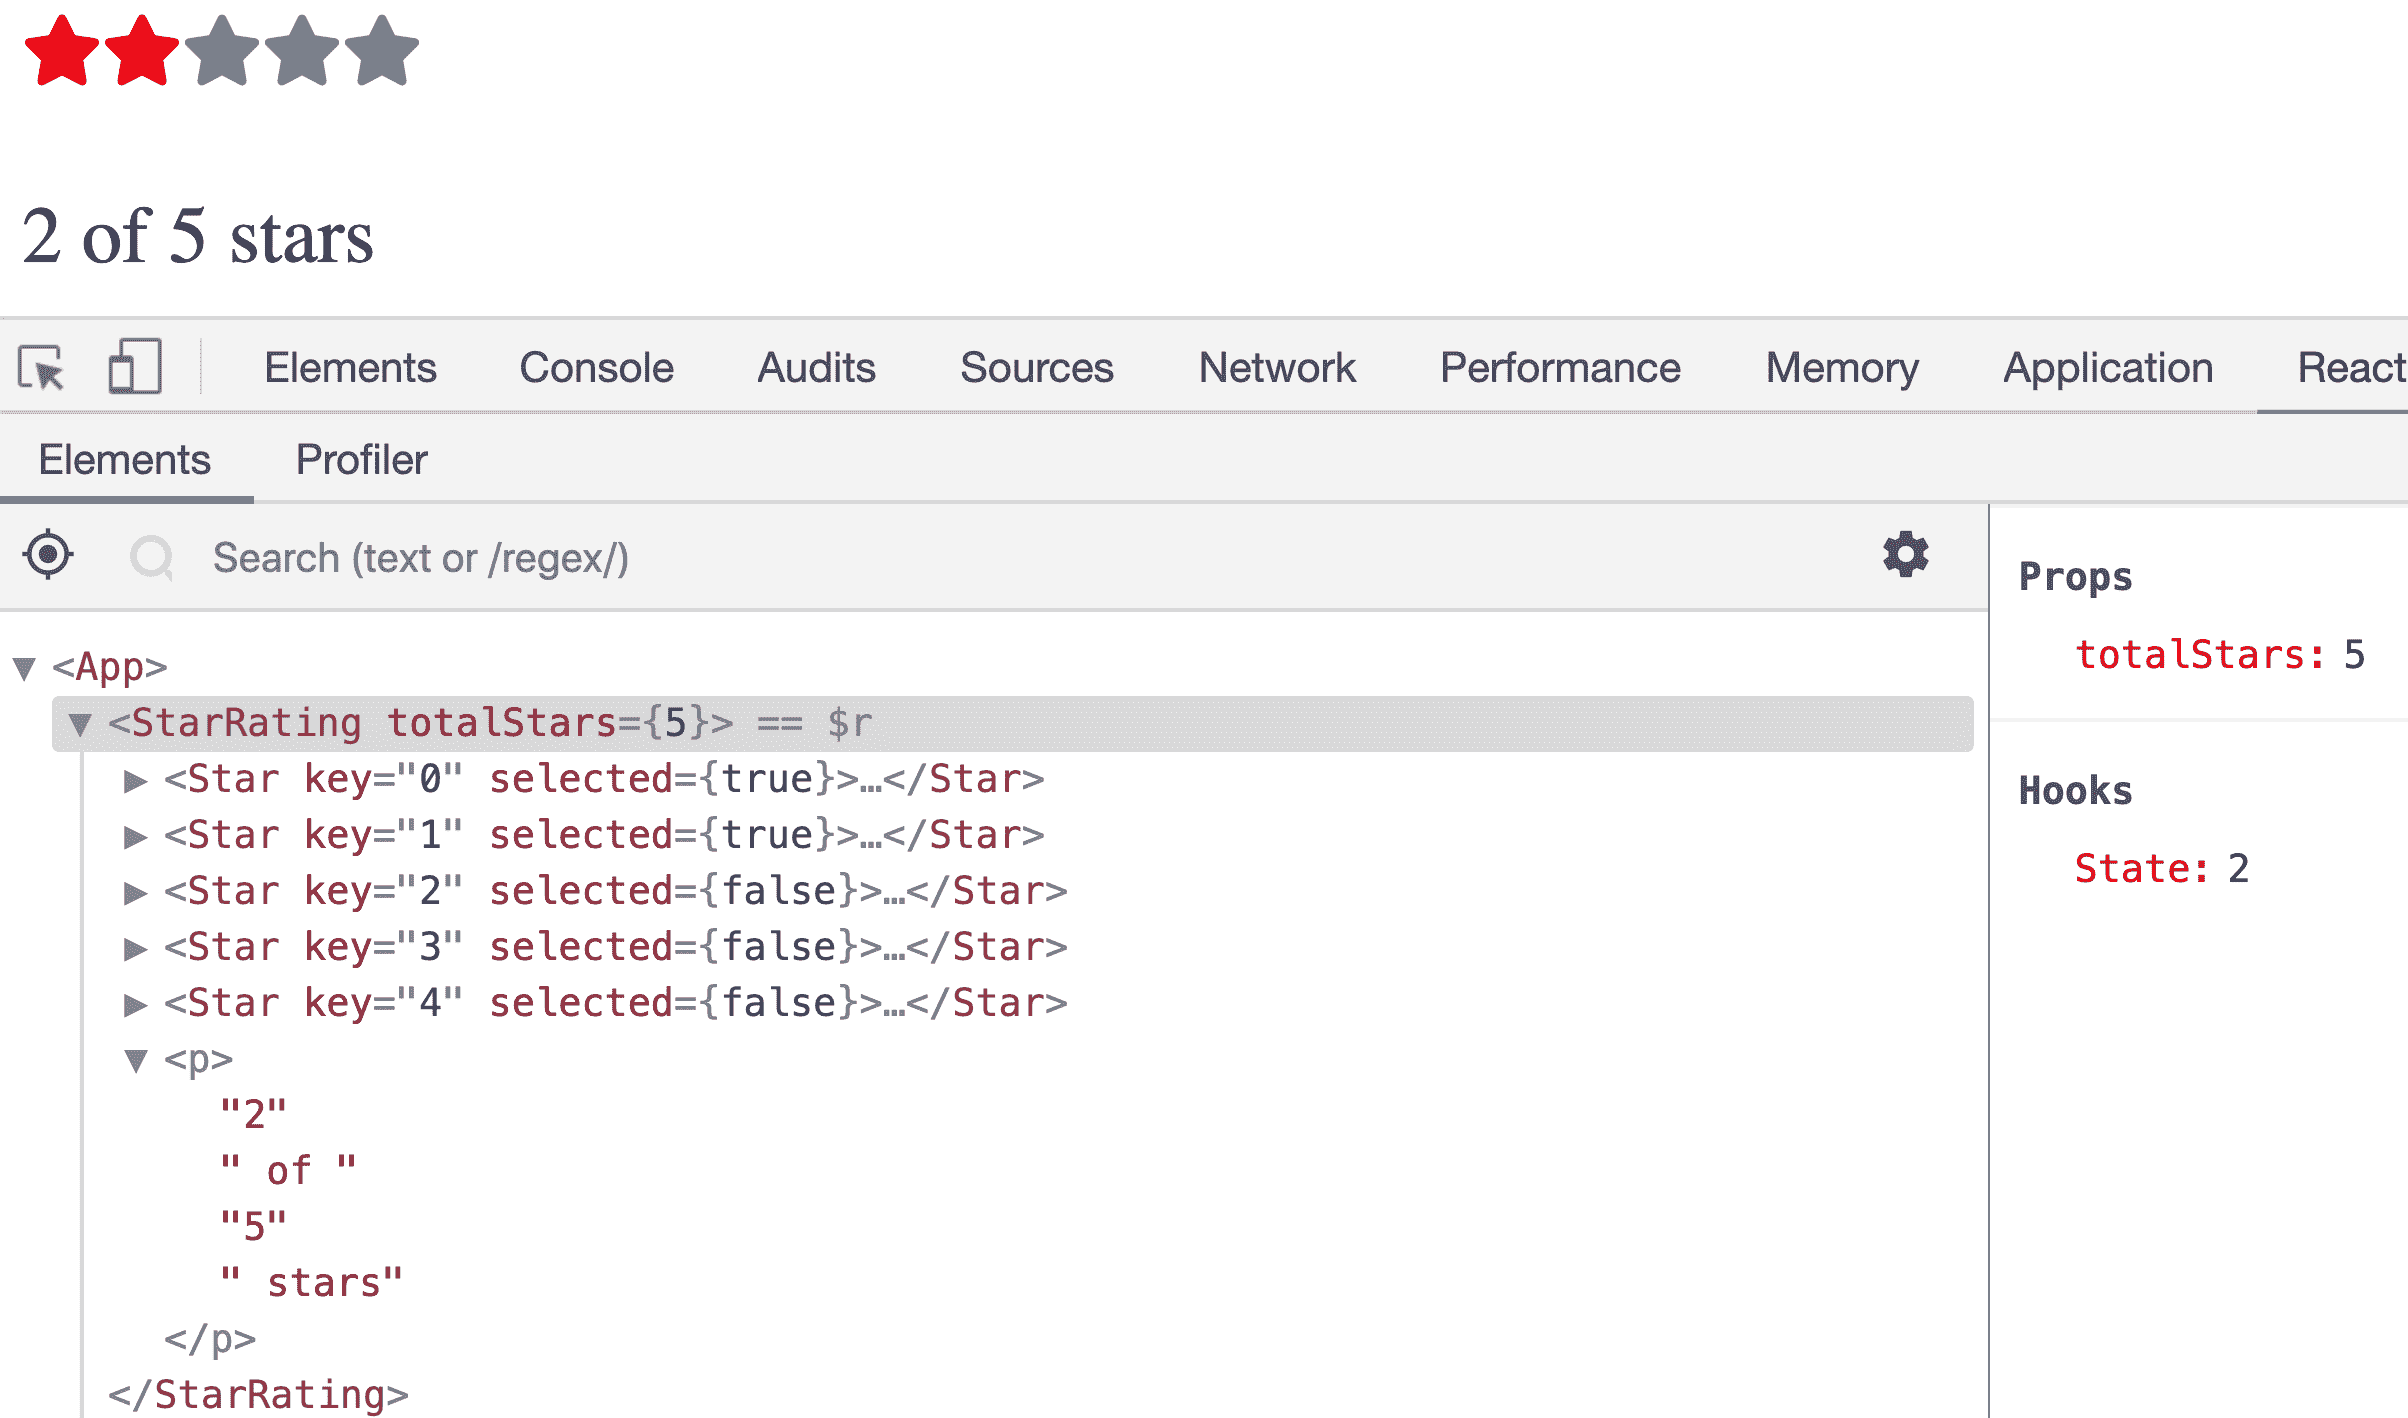 2 of 5 stars
Elements Console Audits Sources Network Performance Memory Application React
Elements Profiler
Search (text or /regex/)
Props
totalStars: 5
Hooks
State: 2
<App>
<StarRating totalStars={5}> == $r
<Star key="0" selected={true}>…</Star>
<Star key="1" selected={true}>…</Star>
<Star key="2" selected={false}>…</Star>
<Star key="3" selected={false}>…</Star>
<Star key="4" selected={false}>…</Star>
<p>
"2"
" of "
"5"
" stars"
</p>
</StarRating>